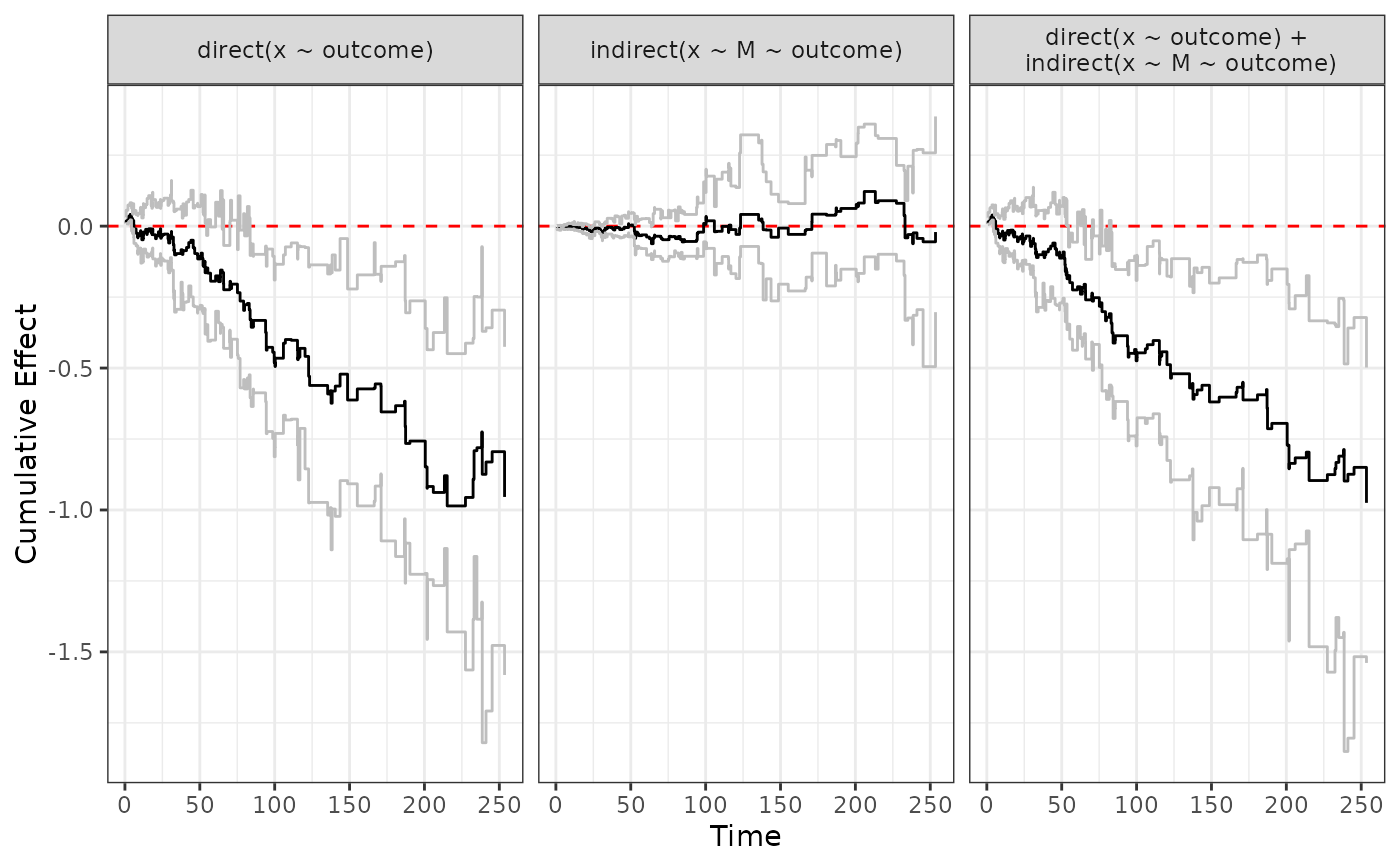 direct(x ~ outcome)
indirect(x ~ M ~ outcome)
direct(x ~ outcome) +
indirect(x ~ M ~ outcome)
Cumulative Effect
0.0
-0.5
-1.0
-1.5
0 50 100 150 200 250
0 50 100 150 200 250
0 50 100 150 200 250
Time